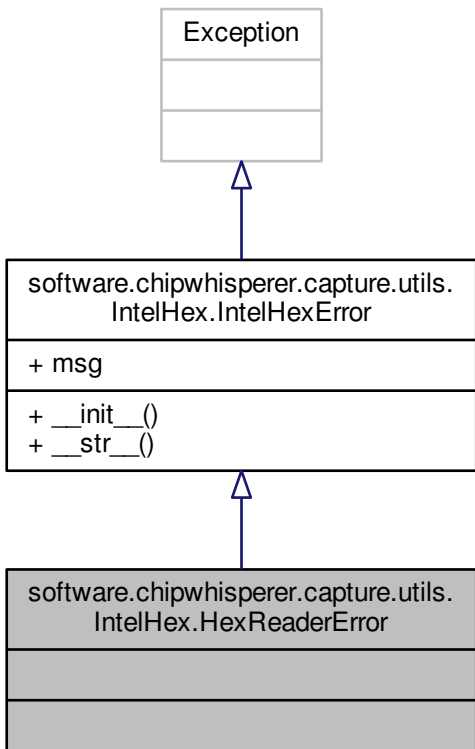 Exception
software.chipwhisperer.capture.utils.
IntelHex.IntelHexError
+ msg
+ __init__()
+ __str__()
software.chipwhisperer.capture.utils.
IntelHex.HexReaderError